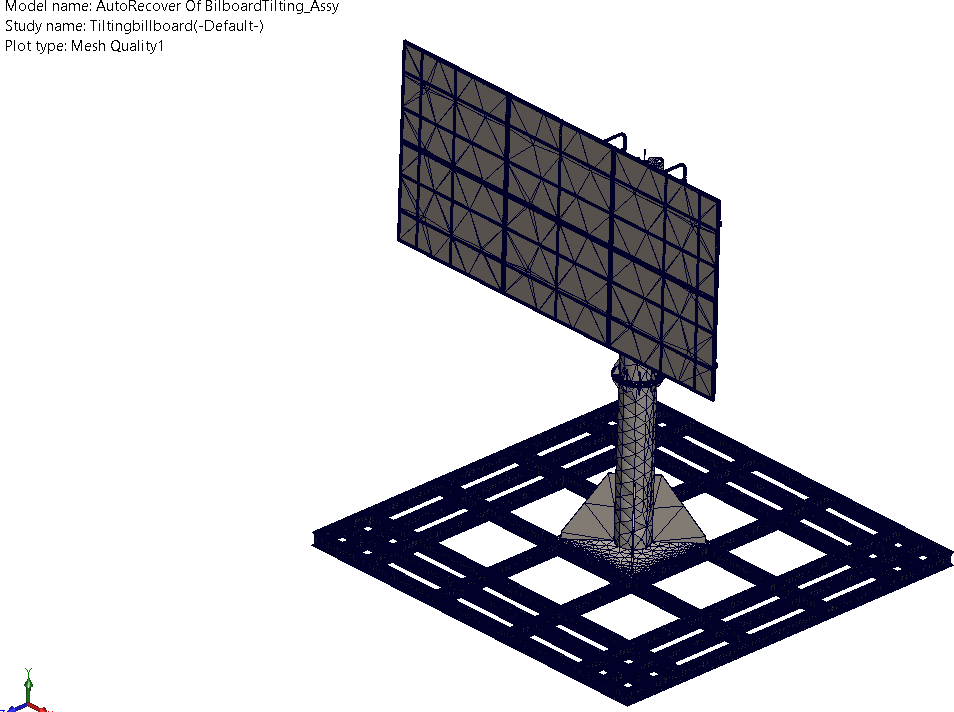 Model name: AutoRecover Of BilboardTilting_Assy
Study name: Tiltingbillboard(-Default-)
Plot type: Mesh Quality1
Y